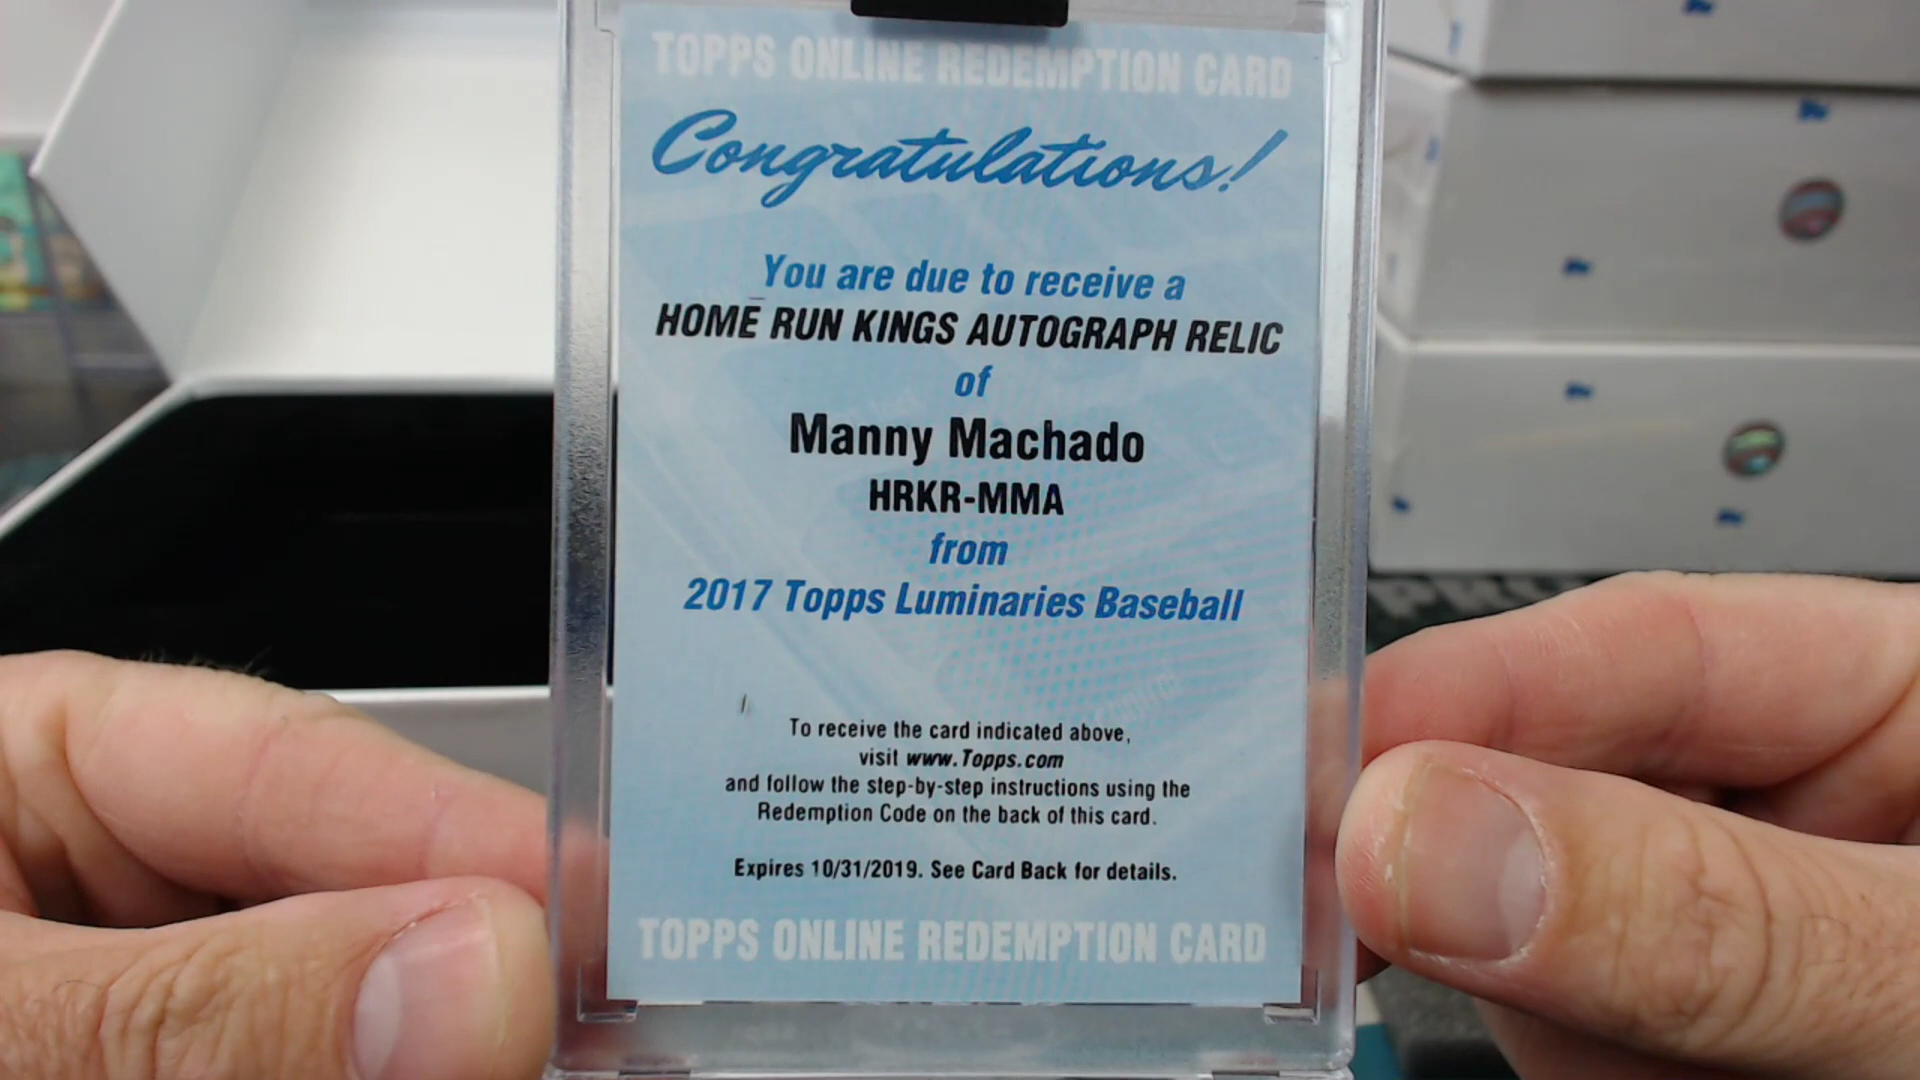 TOPPS ONLINE REDEMPTION CARD
Congratulations!
You are due to receive a
HOME RUN KINGS AUTOGRAPH RELIC
of
Manny Machado
HRKR-MMA
from
2017 Topps Luminaries Baseball
To receive the card indicated above,
visit www.Topps.com
and follow the step-by-step instructions using the
Redemption Code on the back of this card.
Expires 10/31/2019. See Card Back for details.
TOPPS ONLINE REDEMPTION CARD